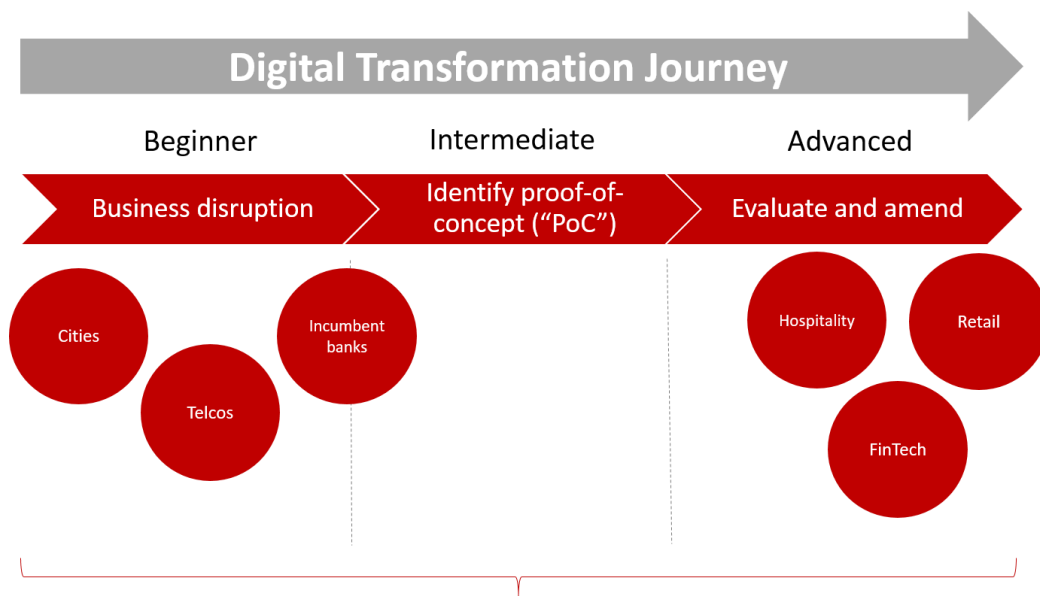 Digital Transformation Journey
Beginner
Intermediate
Advanced
Business disruption
Identify proof-of-
concept (“PoC”)
Evaluate and amend
Cities
Telcos
Incumbent
banks
Hospitality
Retail
FinTech